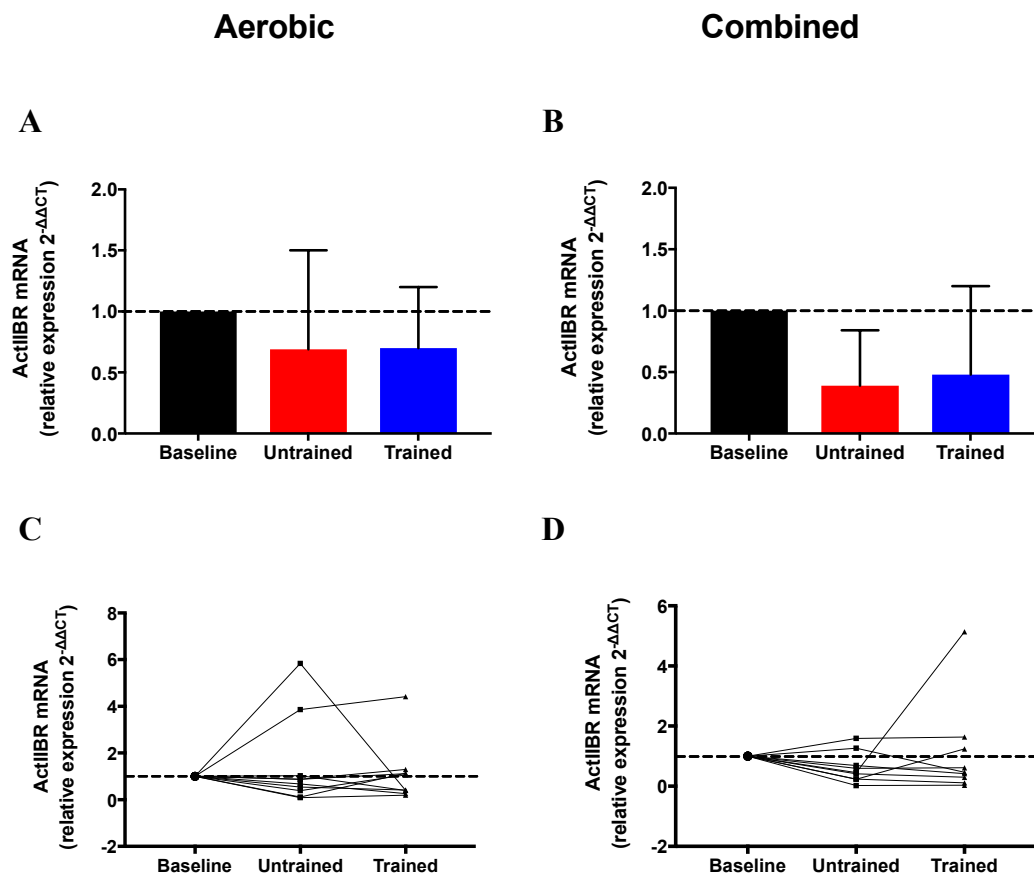 Aerobic
Combined
A
B
ActIIBR mRNA
(relative expression 2-ΔΔCT)
2.0
1.5
1.0
0.5
0.0
Baseline Untrained Trained
ActIIBR mRNA
(relative expression 2-ΔΔCT)
2.0
1.5
1.0
0.5
0.0
Baseline Untrained Trained
C
D
ActIIBR mRNA
(relative expression 2-ΔΔCT)
8
6
4
2
0
-2
Baseline Untrained Trained
ActIIBR mRNA
(relative expression 2-ΔΔCT)
6
4
2
0
-2
Baseline Untrained Trained